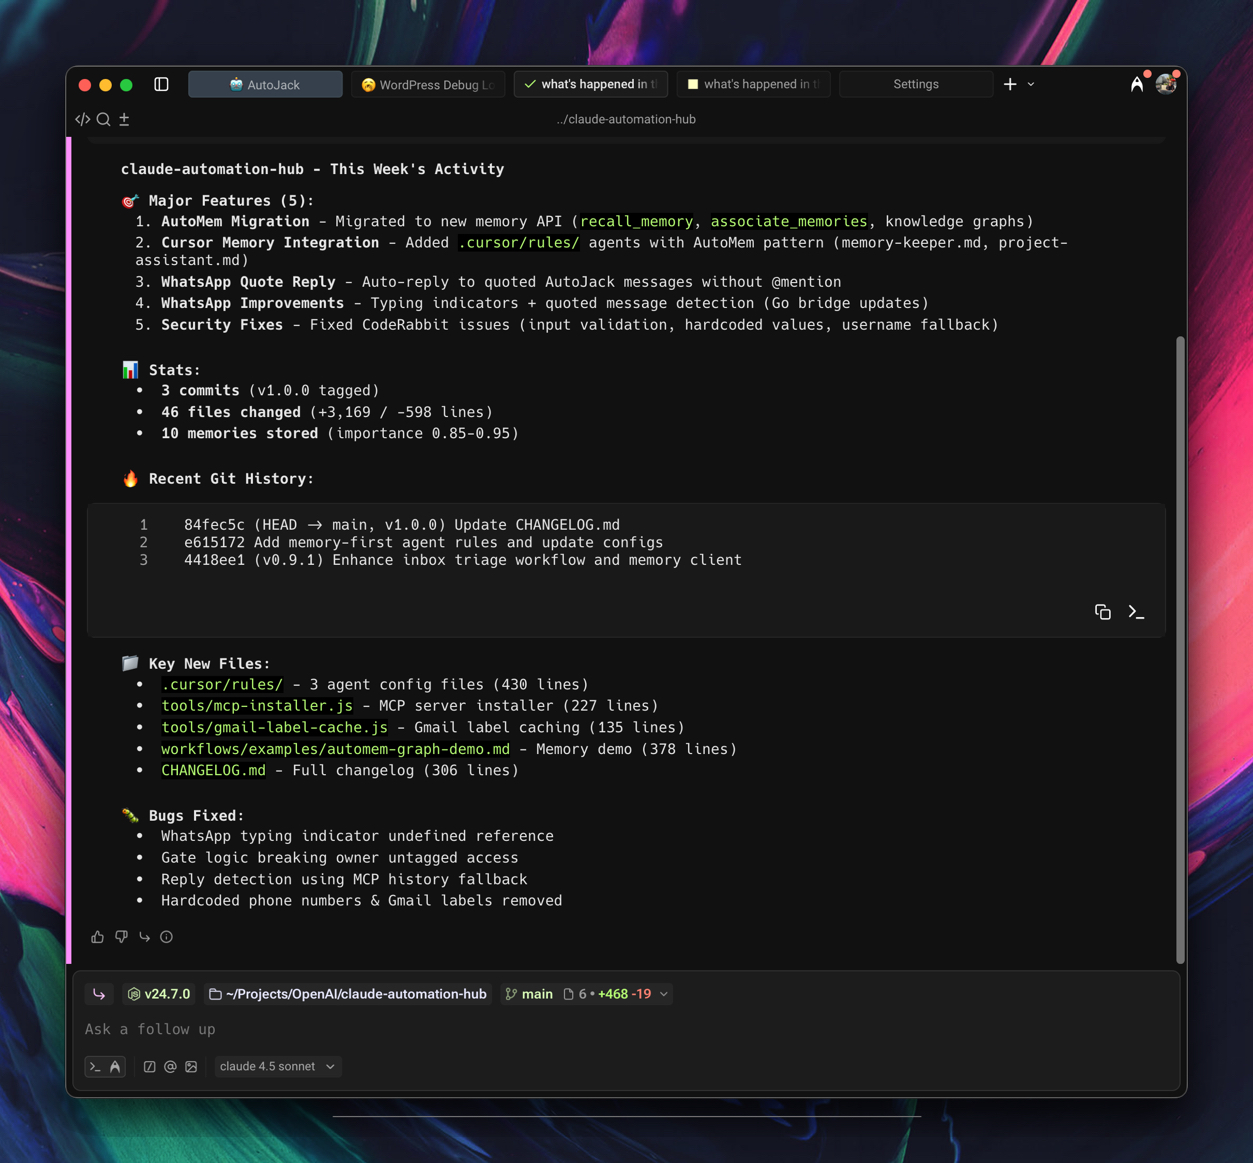 AutoJack
WordPress Debug Lo
what's happened in t
what's happened in t
Settings
../claude-automation-hub
claude-automation-hub - This Week's Activity
🎯 Major Features (5):
1. AutoMem Migration - Migrated to new memory API (recall_memory, associate_memories, knowledge graphs)
2. Cursor Memory Integration - Added .cursor/rules/ agents with AutoMem pattern (memory-keeper.md, project-
assistant.md)
3. WhatsApp Quote Reply - Auto-reply to quoted AutoJack messages without @mention
4. WhatsApp Improvements - Typing indicators + quoted message detection (Go bridge updates)
5. Security Fixes - Fixed CodeRabbit issues (input validation, hardcoded values, username fallback)
📊 Stats:
• 3 commits (v1.0.0 tagged)
• 46 files changed (+3,169 / -598 lines)
• 10 memories stored (importance 0.85-0.95)
🔥 Recent Git History:
1 84fec5c (HEAD -> main, v1.0.0) Update CHANGELOG.md
2 e615172 Add memory-first agent rules and update configs
3 4418ee1 (v0.9.1) Enhance inbox triage workflow and memory client
📁 Key New Files:
• .cursor/rules/ - 3 agent config files (430 lines)
• tools/mcp-installer.js - MCP server installer (227 lines)
• tools/gmail-label-cache.js - Gmail label caching (135 lines)
• workflows/examples/automem-graph-demo.md - Memory demo (378 lines)
• CHANGELOG.md - Full changelog (306 lines)
🐛 Bugs Fixed:
• WhatsApp typing indicator undefined reference
• Gate logic breaking owner untagged access
• Reply detection using MCP history fallback
• Hardcoded phone numbers & Gmail labels removed
v24.7.0 ~/Projects/OpenAI/claude-automation-hub main 6 • +468 -19
Ask a follow up
claude 4.5 sonnet